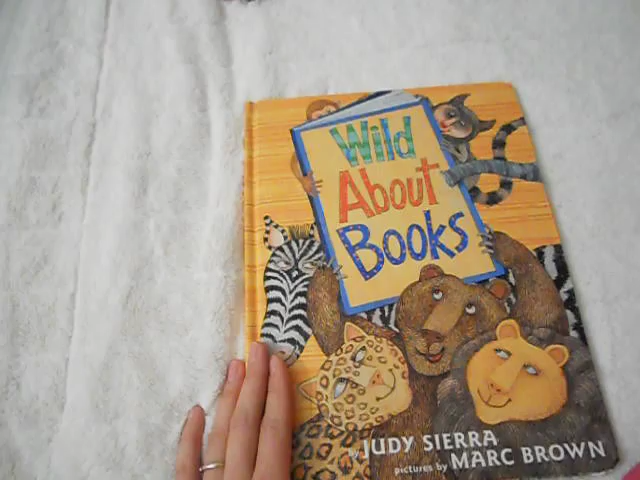 Wild
About
Books
by JUDY SIERRA
pictures by MARC BROWN